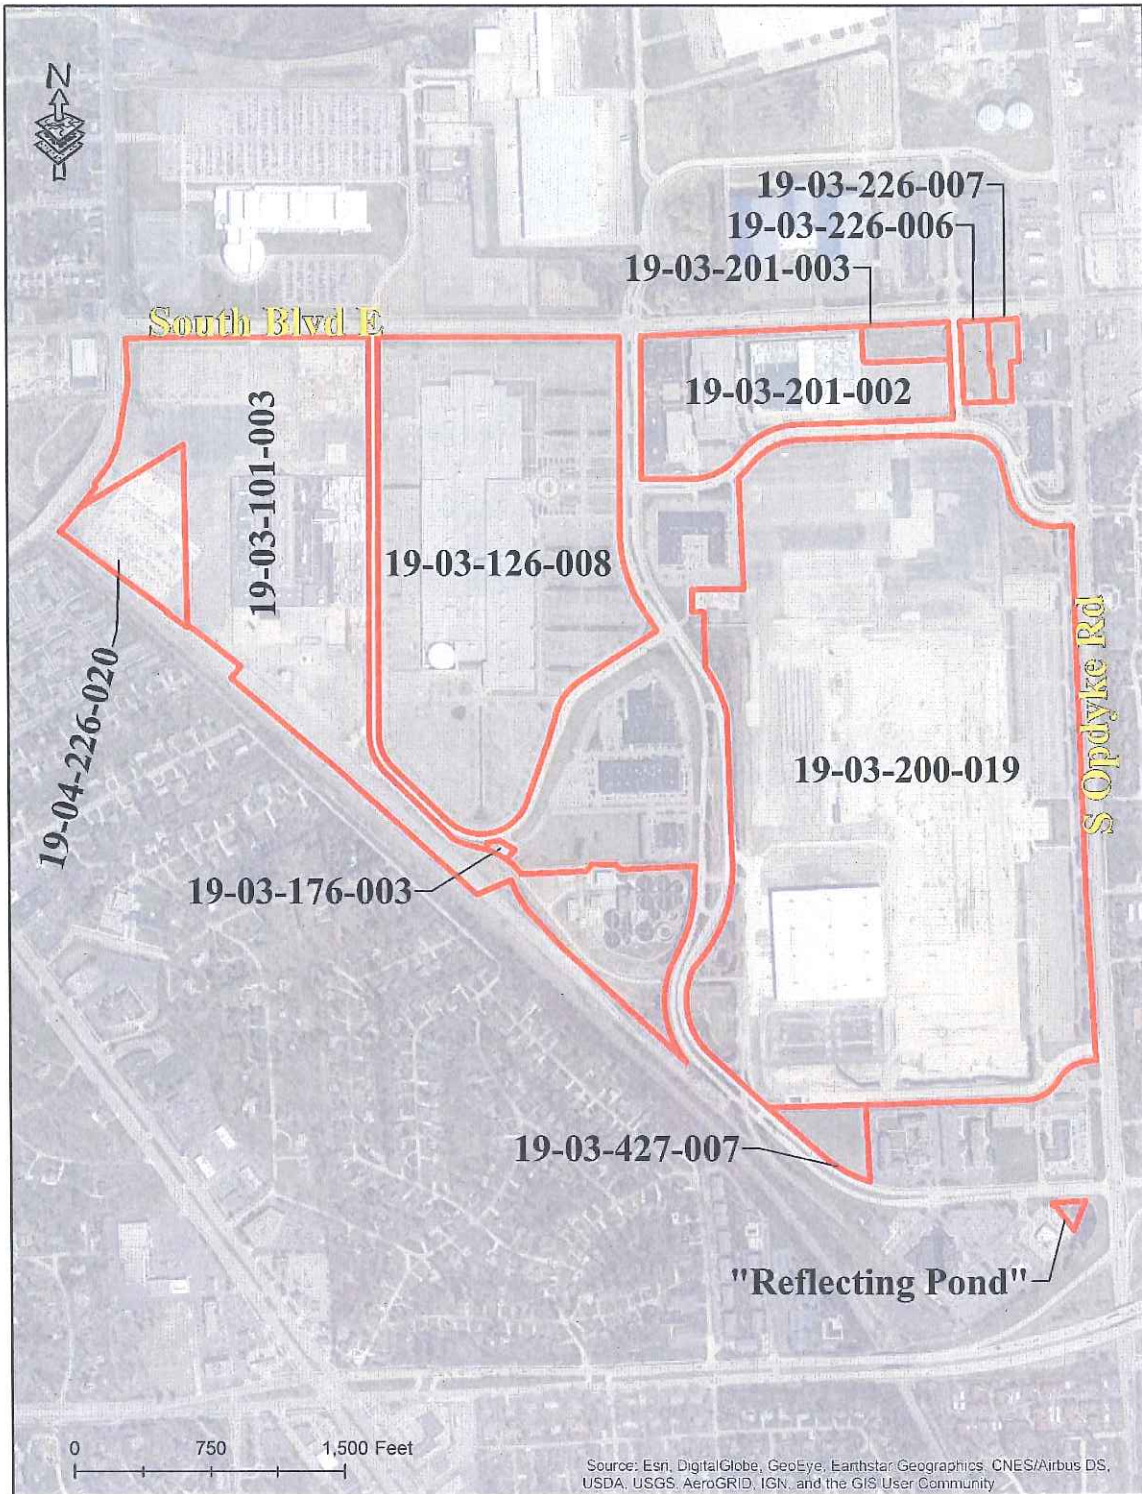 N
19-03-226-007
19-03-226-006
19-03-201-003
South Blvd E
19-03-201-002
19-03-101-003
19-03-126-008
S Opdyke Rd
19-04-226-020
19-03-200-019
19-03-176-003
19-03-427-007
"Reflecting Pond"
0 750 1,500 Feet
Source: Esri, DigitalGlobe, GeoEye, Earthstar Geographics, CNES/Airbus DS,
USDA, USGS, AeroGRID, IGN, and the GIS User Community